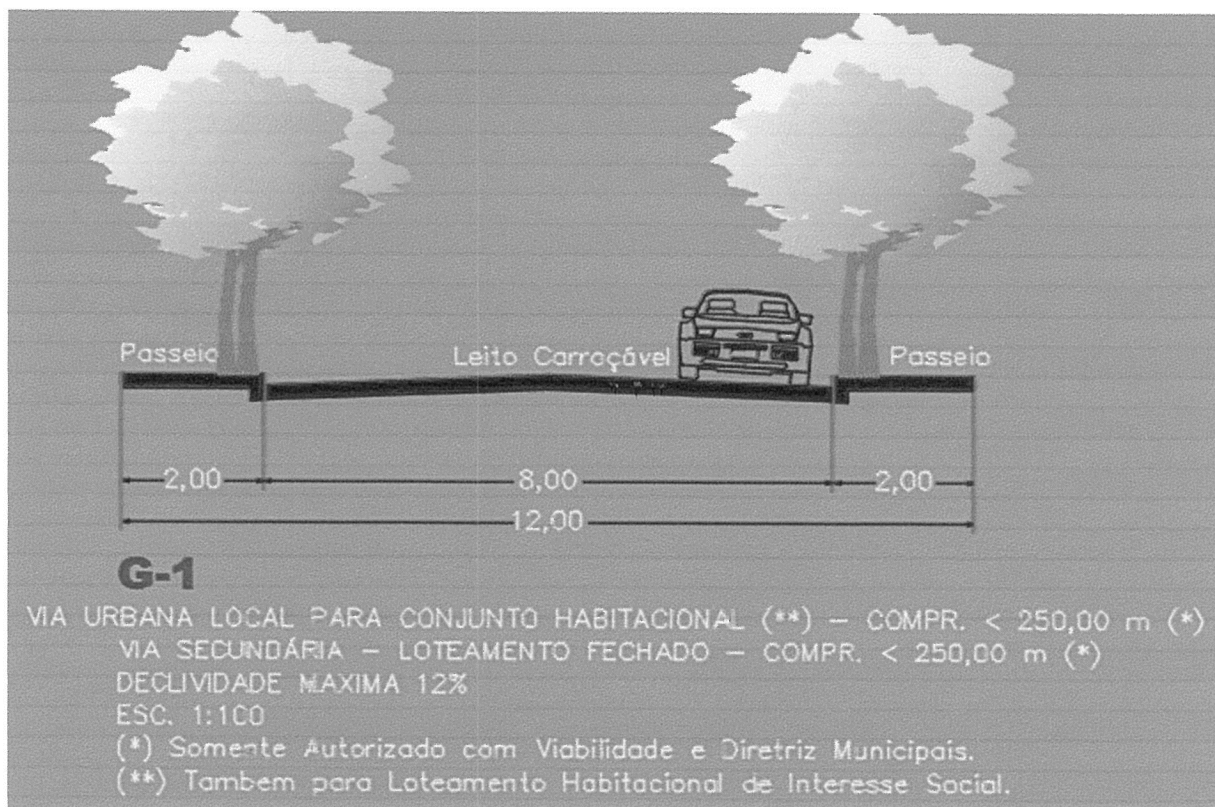 Passeio Leito Carroçável Passeio
2,00 8,00 2,00
12,00
G-1
VIA URBANA LOCAL PARA CONJUNTO HABITACIONAL (**) – COMPR. < 250,00 m (*)
VIA SECUNDÁRIA – LOTEAMENTO FECHADO – COMPR. < 250,00 m (*)
DECLIVIDADE MAXIMA 12%
ESC. 1:100
(*) Somente Autorizado com Viabilidade e Diretriz Municipais.
(**) Tambem para Loteamento Habitacional de Interesse Social.